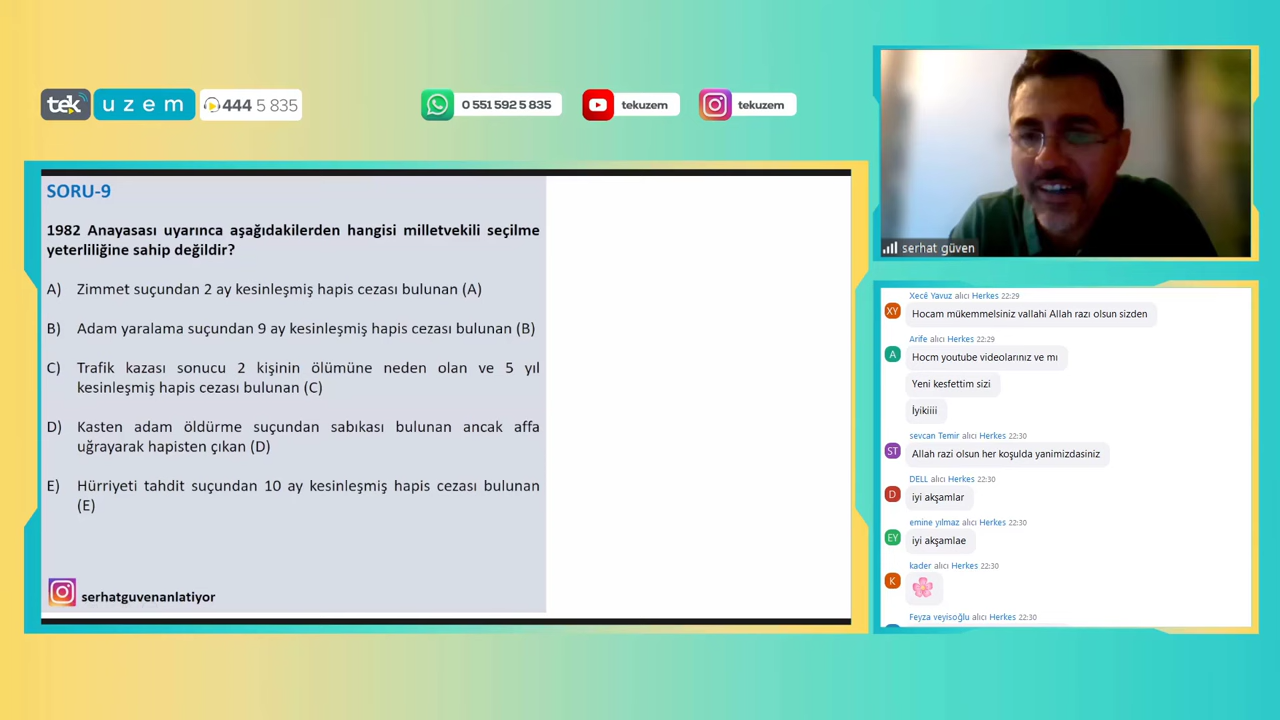 tek uzem 444 5 835
0 551 592 5 835
tekuzem
tekuzem
SORU-9
1982 Anayasası uyarınca aşağıdakilerden hangisi milletvekili seçilme
yeterliliğine sahip değildir?
A) Zimmet suçundan 2 ay kesinleşmiş hapis cezası bulunan (A)
B) Adam yaralama suçundan 9 ay kesinleşmiş hapis cezası bulunan (B)
C) Trafik kazası sonucu 2 kişinin ölümüne neden olan ve 5 yıl
kesinleşmiş hapis cezası bulunan (C)
D) Kasten adam öldürme suçundan sabıkası bulunan ancak affa
uğrayarak hapisten çıkan (D)
E) Hürriyeti tahdit suçundan 10 ay kesinleşmiş hapis cezası bulunan
(E)
serhatguvenanlatiyor
serhat güven
Xecê Yavuz alıcı Herkes 22:29
XY
Hocam mükemmelsiniz vallahi Allah razı olsun sizden
Arife alıcı Herkes 22:29
A
Hocm youtube videolarınız ve mı
Yeni kesfettim sizi
İyikiiii
sevcan Temir alıcı Herkes 22:30
ST
Allah razi olsun her koşulda yanimizdasiniz
DELL alıcı Herkes 22:30
D
iyi akşamlar
emine yılmaz alıcı Herkes 22:30
EY
iyi akşamlae
kader alıcı Herkes 22:30
K
Feyza veyisoğlu alıcı Herkes 22:30